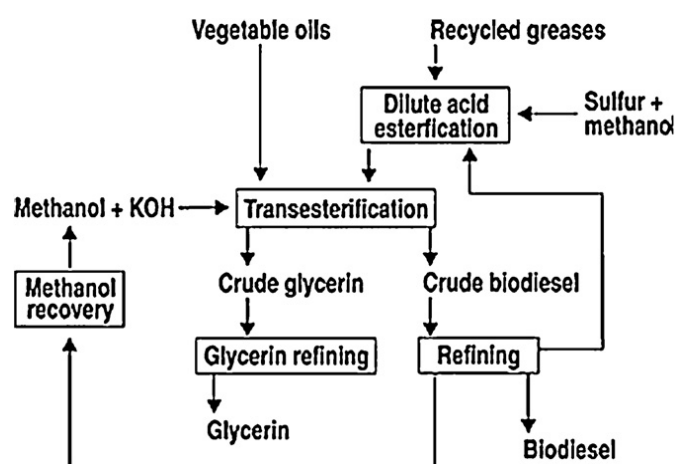 Vegetable oils
Recycled greases
Dilute acid
esterfication
Sulfur +
methanol
Methanol + KOH
Transesterification
Methanol
recovery
Crude glycerin
Crude biodiesel
Glycerin refining
Refining
Glycerin
Biodiesel